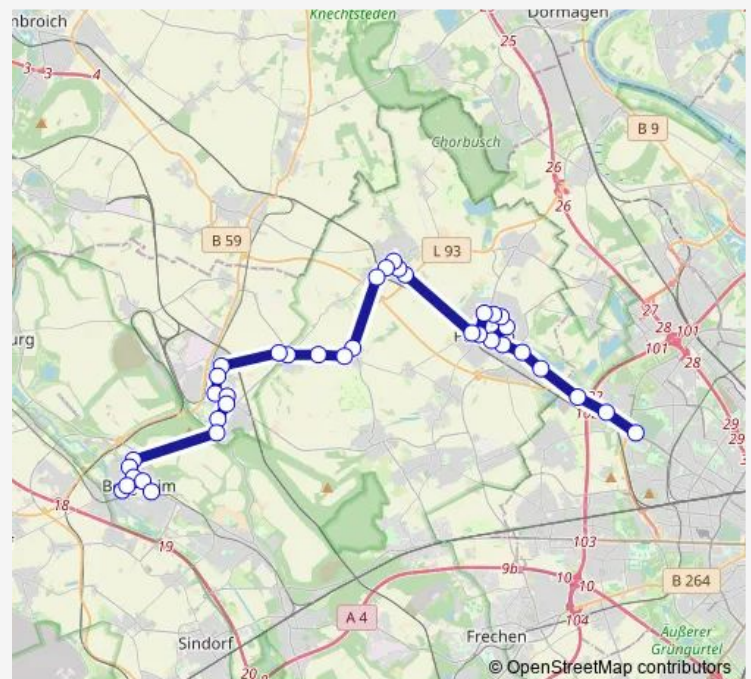 nbroich
Knechtsteden
Dormagen
25
3
3
4
B 9
Chorbusch
26
26
B 59
L 93
27
28
101
101
28
urg
H
29
29
18
19
103
9b
10
10
B 264
104
A 4
Sindorf
Frechen
Äußerer
Grüngürtel
20
© OpenStreetMap contributors